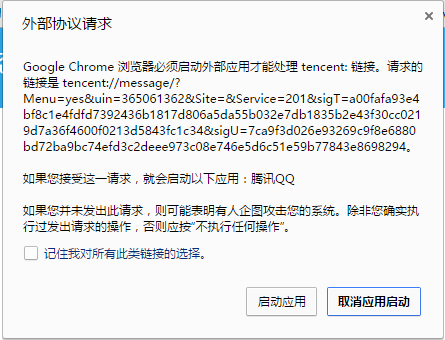 外部协议请求
Google Chrome 浏览器必须启动外部应用才能处理 tencent: 链接。请求的
链接是 tencent://message/?
Menu=yes&uin=365061362&Site=&Service=201&sigT=a00fafa93e4
bf8c1e4fdfd7392436b1817d806a5da55b032e7db1835b2e43f30cc021
9d7a36f4600f0213d5843fc1c34&sigU=7ca9f3d026e93269c9f8e6880
bd72ba9bc74efd3c2deee973c08e746e5d6c51e59b77843e8698294。
如果您接受这一请求，就会启动以下应用：腾讯QQ
如果您并未发出此请求，则可能表明有人企图攻击您的系统。除非您确实执
行过发出请求的操作，否则应按“不执行任何操作”。
记住我对所有此类链接的选择。
启动应用
取消应用启动